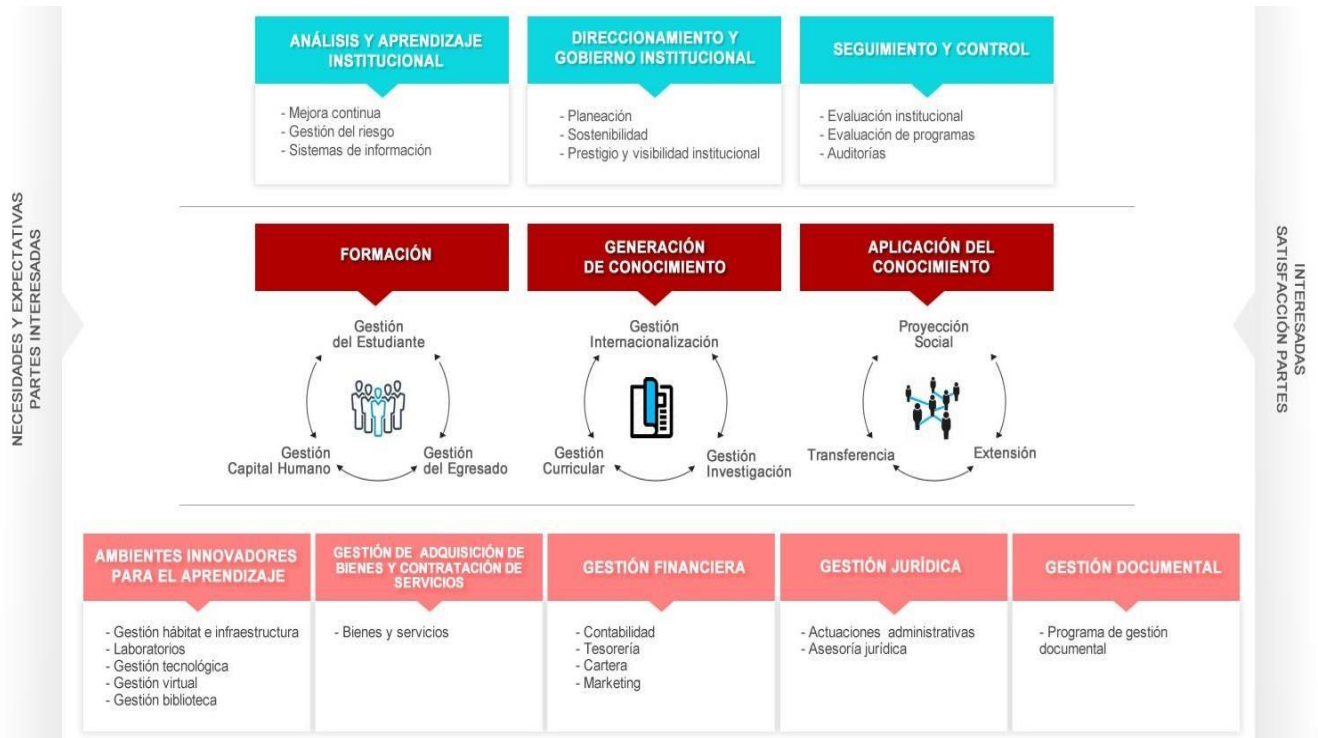 NECESIDADES Y EXPECTATIVAS
PARTES INTERESADAS
ANÁLISIS Y APRENDIZAJE
INSTITUCIONAL
- Mejora continua
- Gestión del riesgo
- Sistemas de información
DIRECCIONAMIENTO Y
GOBIERNO INSTITUCIONAL
- Planeación
- Sostenibilidad
- Prestigio y visibilidad institucional
SEGUIMIENTO Y CONTROL
- Evaluación institucional
- Evaluación de programas
- Auditorías
FORMACIÓN
Gestión
del Estudiante
Gestión
Capital Humano
Gestión
del Egresado
GENERACIÓN
DE CONOCIMIENTO
Gestión
Internacionalización
Gestión
Curricular
Gestión
Investigación
APLICACIÓN DEL
CONOCIMIENTO
Proyección
Social
Transferencia
Extensión
AMBIENTES INNOVADORES
PARA EL APRENDIZAJE
- Gestión hábitat e infraestructura
- Laboratorios
- Gestión tecnológica
- Gestión virtual
- Gestión biblioteca
GESTIÓN DE ADQUISICIÓN DE
BIENES Y CONTRATACIÓN DE
SERVICIOS
- Bienes y servicios
GESTIÓN FINANCIERA
- Contabilidad
- Tesorería
- Cartera
- Marketing
GESTIÓN JURÍDICA
- Actuaciones administrativas
- Asesoría jurídica
GESTIÓN DOCUMENTAL
- Programa de gestión
documental
INTERESADAS
SATISFACCIÓN PARTES